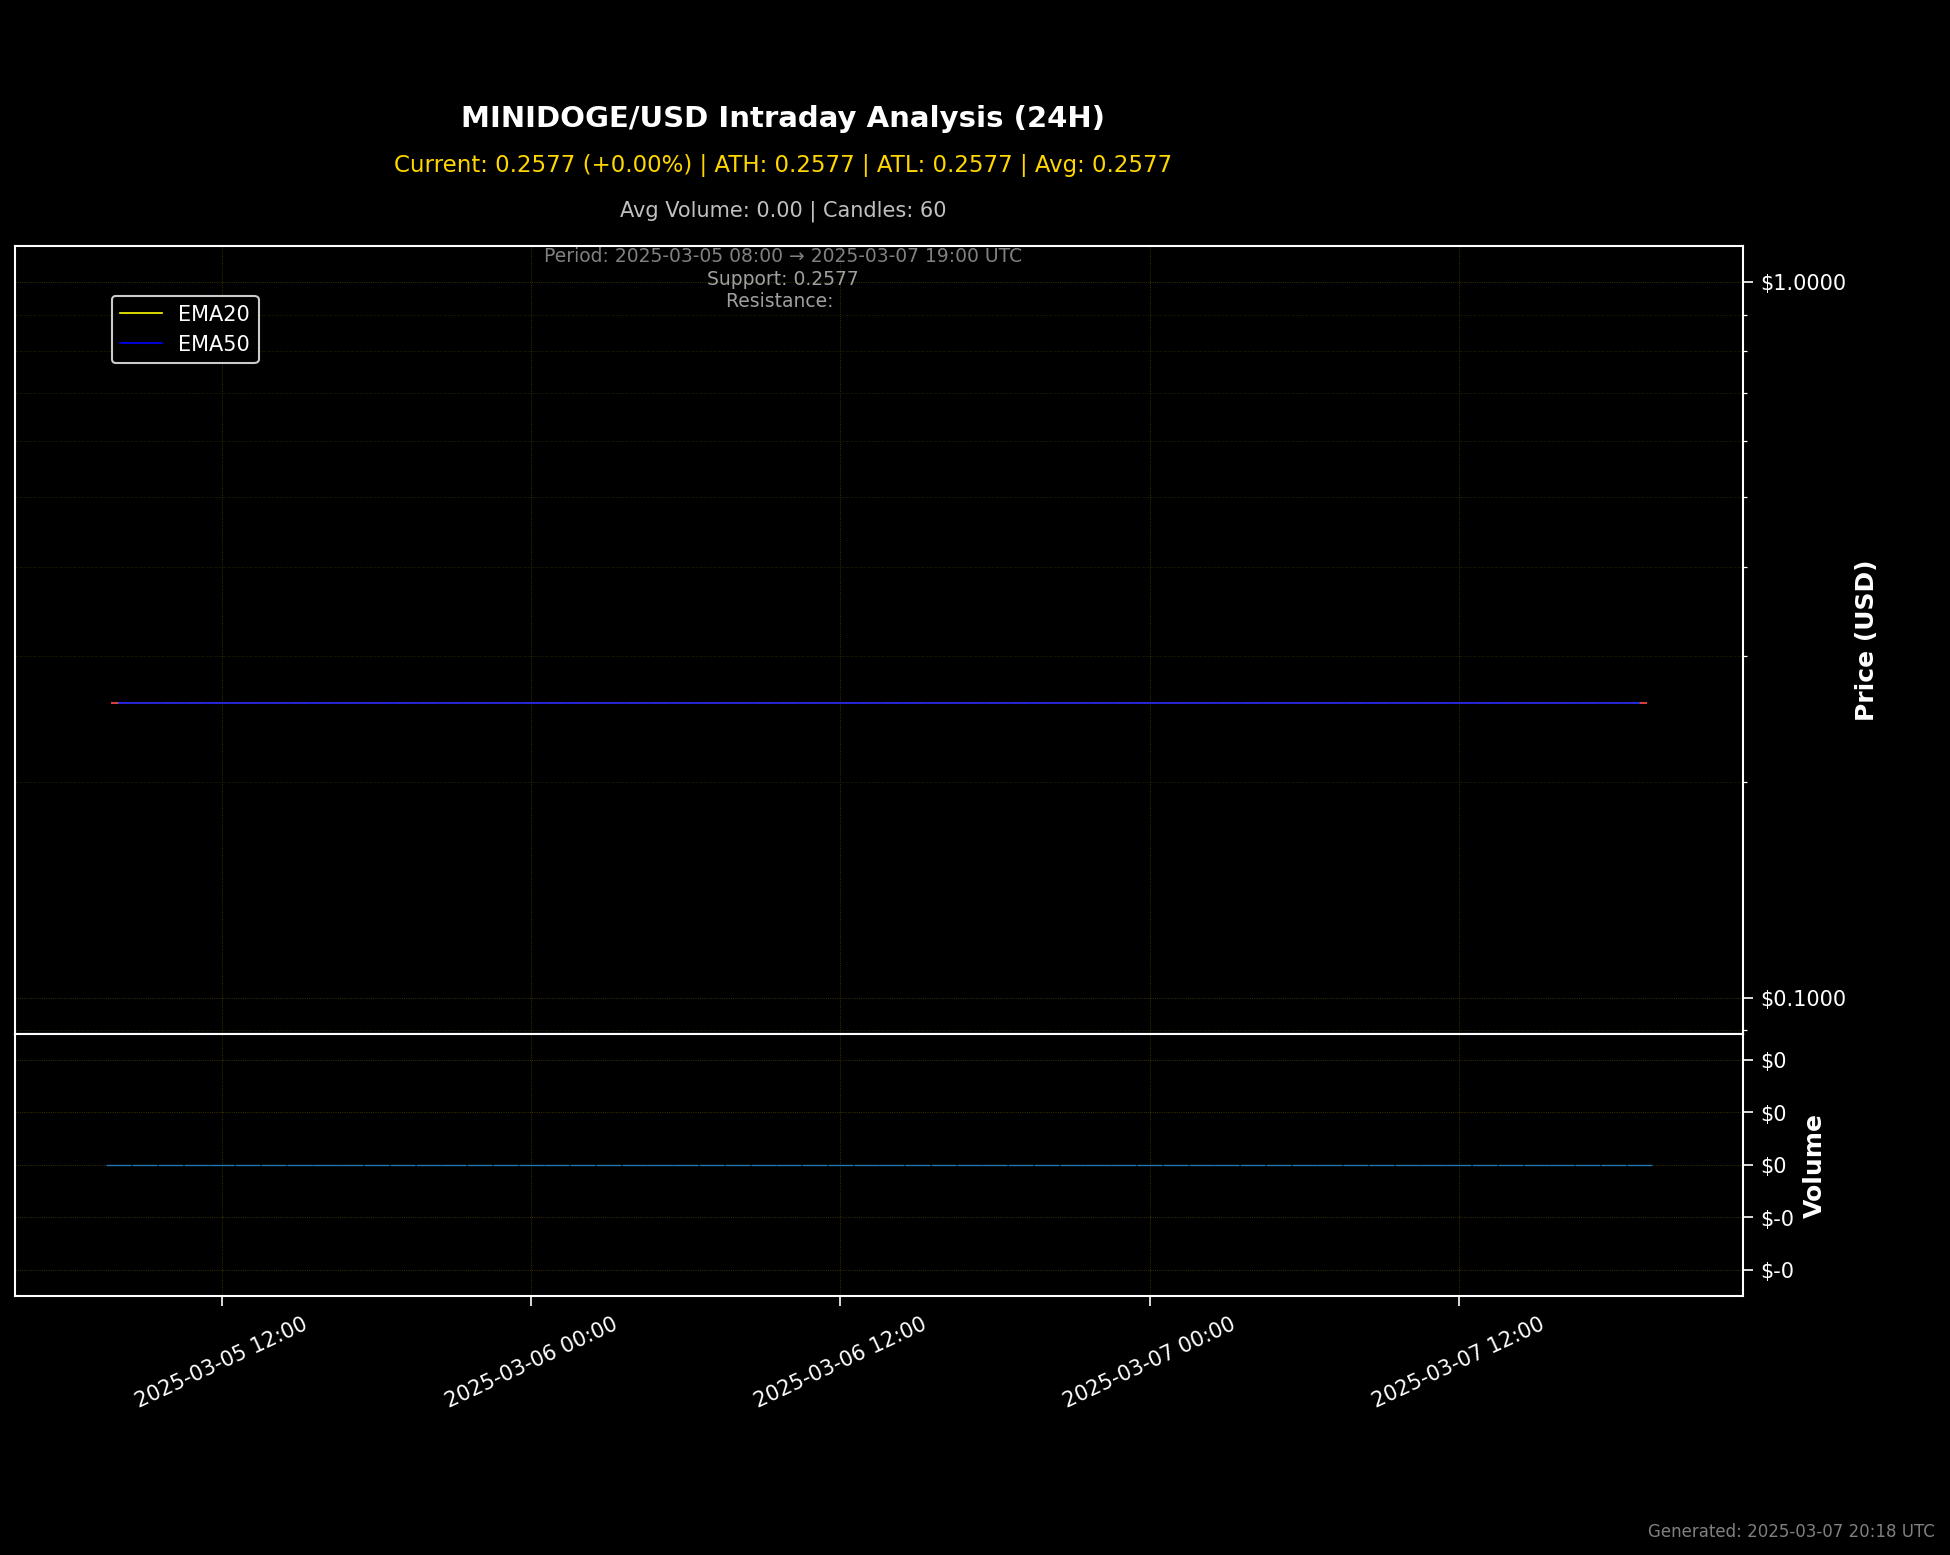 MINIDOGE/USD Intraday Analysis (24H)
Current: 0.2577 (+0.00%) | ATH: 0.2577 | ATL: 0.2577 | Avg: 0.2577
Avg Volume: 0.00 | Candles: 60
Period: 2025-03-05 08:00 → 2025-03-07 19:00 UTC
Support: 0.2577
Resistance:
EMA20
EMA50
$1.0000
$0.1000
Price (USD)
$0
$0
$0
$-0
$-0
Volume
2025-03-05 12:00
2025-03-06 00:00
2025-03-06 12:00
2025-03-07 00:00
2025-03-07 12:00
Generated: 2025-03-07 20:18 UTC